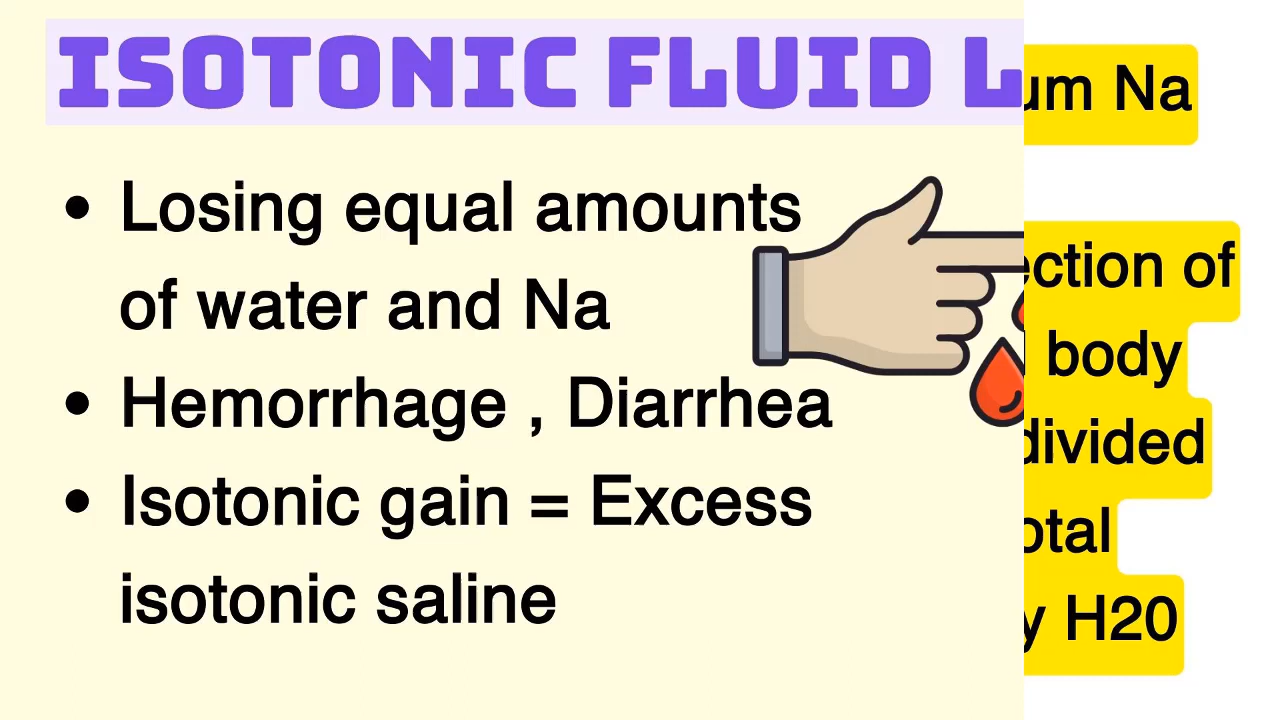 ISOTONIC FLUID L
• Losing equal amounts
of water and Na
• Hemorrhage , Diarrhea
• Isotonic gain = Excess
isotonic saline
um Na
ection of
body
divided
otal
y H20